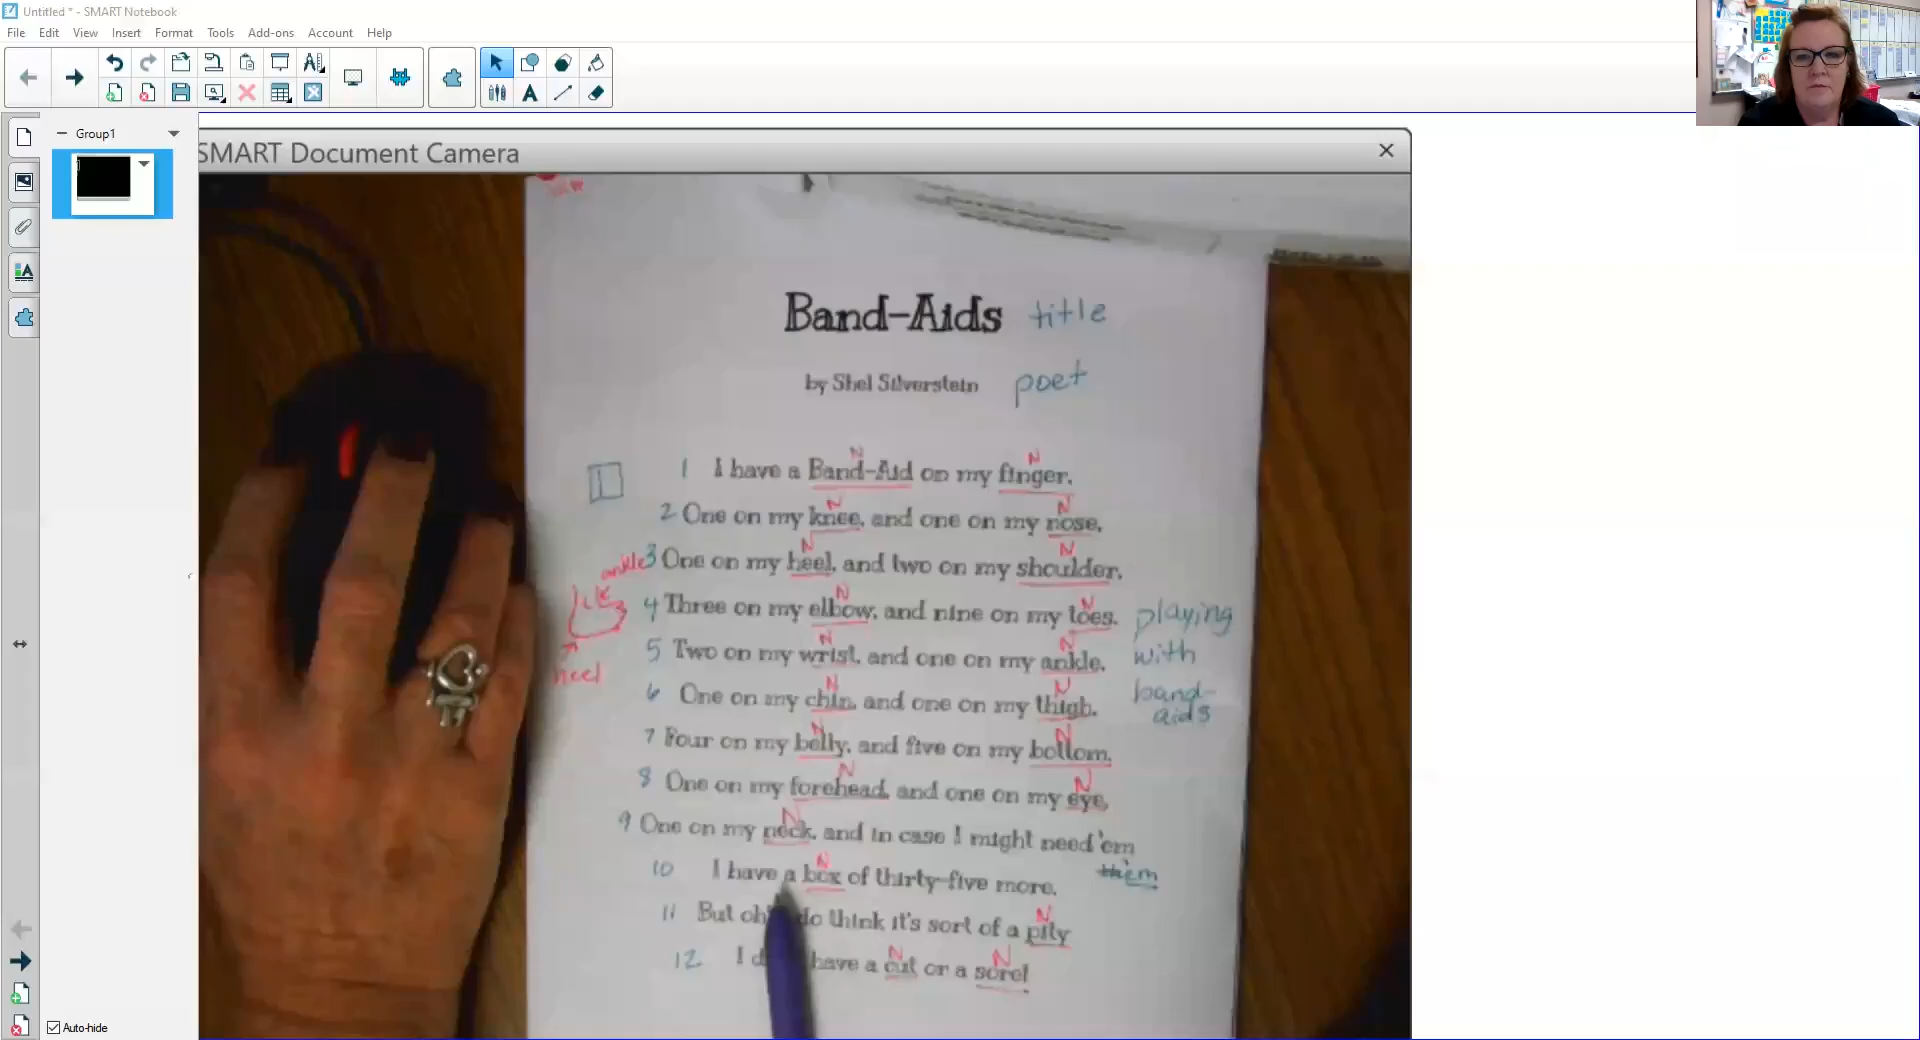 Untitled * - SMART Notebook
File Edit View Insert Format Tools Add-ons Account Help
Group1
SMART Document Camera
Band-Aids title
by Shel Silverstein poet
1 I have a Band-Aid on my finger,
N N
2 One on my knee, and one on my nose,
N N
ankle 3 One on my heel, and two on my shoulder,
N N
4 Three on my elbow, and nine on my toes.
N N
5 Two on my wrist, and one on my ankle,
N N
heel
6 One on my chin, and one on my thigh.
N N
playing
with
band-
aids
7 Four on my belly, and five on my bottom,
N N
8 One on my forehead, and one on my eye,
N N
9 One on my neck, and in case I might need 'em
N
them
10 I have a box of thirty-five more.
N
11 But oh do think it's sort of a pity
N
12 I have a cut or a sore!
N N
Auto-hide